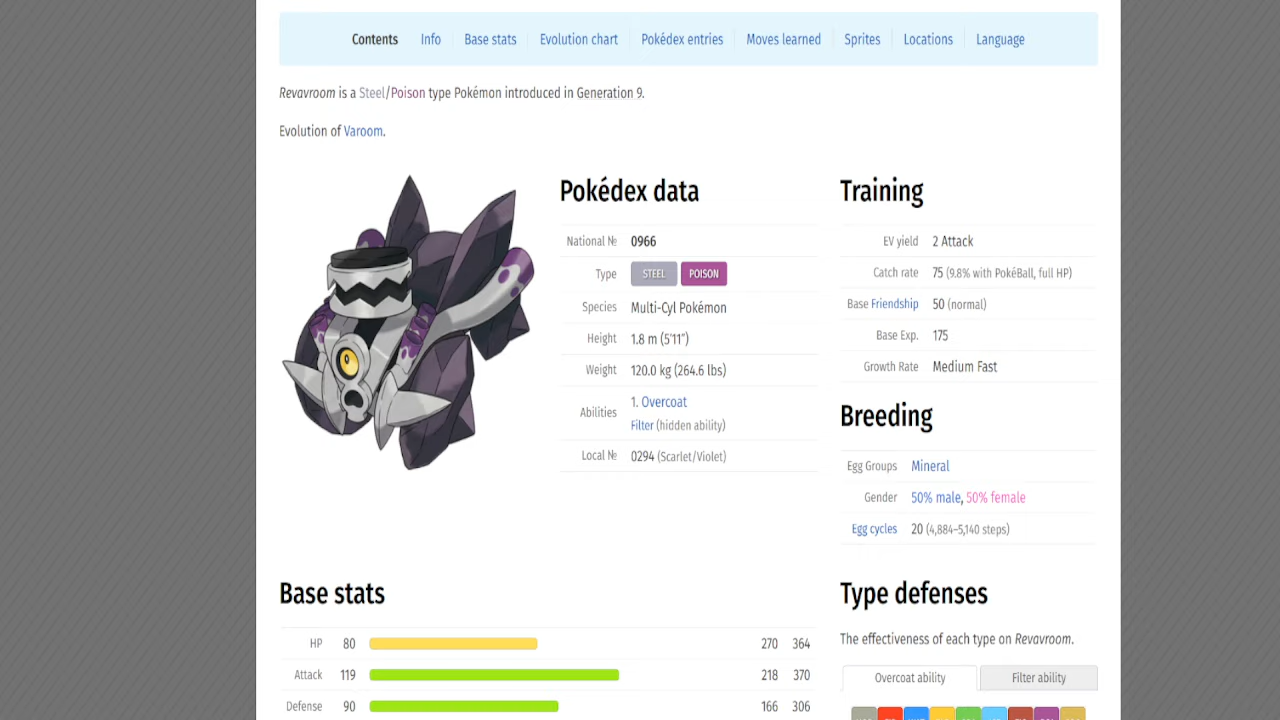 Contents Info Base stats Evolution chart Pokédex entries Moves learned Sprites Locations Language
Revavroom is a Steel/Poison type Pokémon introduced in Generation 9.
Evolution of Varoom.
Pokédex data
National № 0966
Type STEEL POISON
Species Multi-Cyl Pokémon
Height 1.8 m (5′11″)
Weight 120.0 kg (264.6 lbs)
Abilities 1. Overcoat
Filter (hidden ability)
Local № 0294 (Scarlet/Violet)
Training
EV yield 2 Attack
Catch rate 75 (9.8% with PokéBall, full HP)
Base Friendship 50 (normal)
Base Exp. 175
Growth Rate Medium Fast
Breeding
Egg Groups Mineral
Gender 50% male, 50% female
Egg cycles 20 (4,884–5,140 steps)
Base stats
HP 80 270 364
Attack 119 218 370
Defense 90 166 306
Type defenses
The effectiveness of each type on Revavroom.
Overcoat ability Filter ability